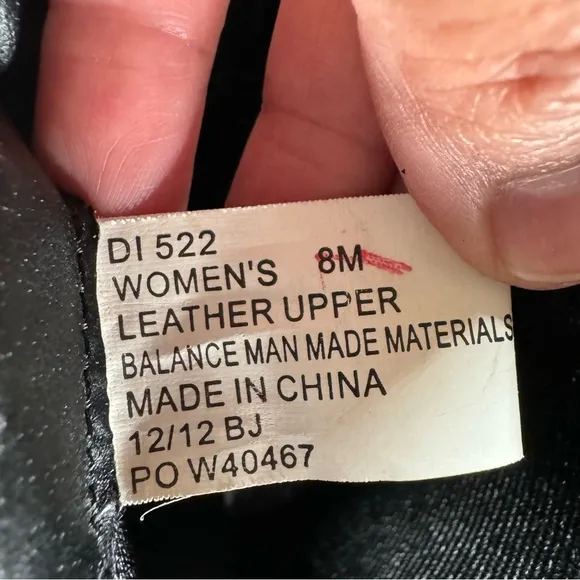 DI 522
WOMEN'S 8M
LEATHER UPPER
BALANCE MAN MADE MATERIALS
MADE IN CHINA
12/12 BJ
PO W40467